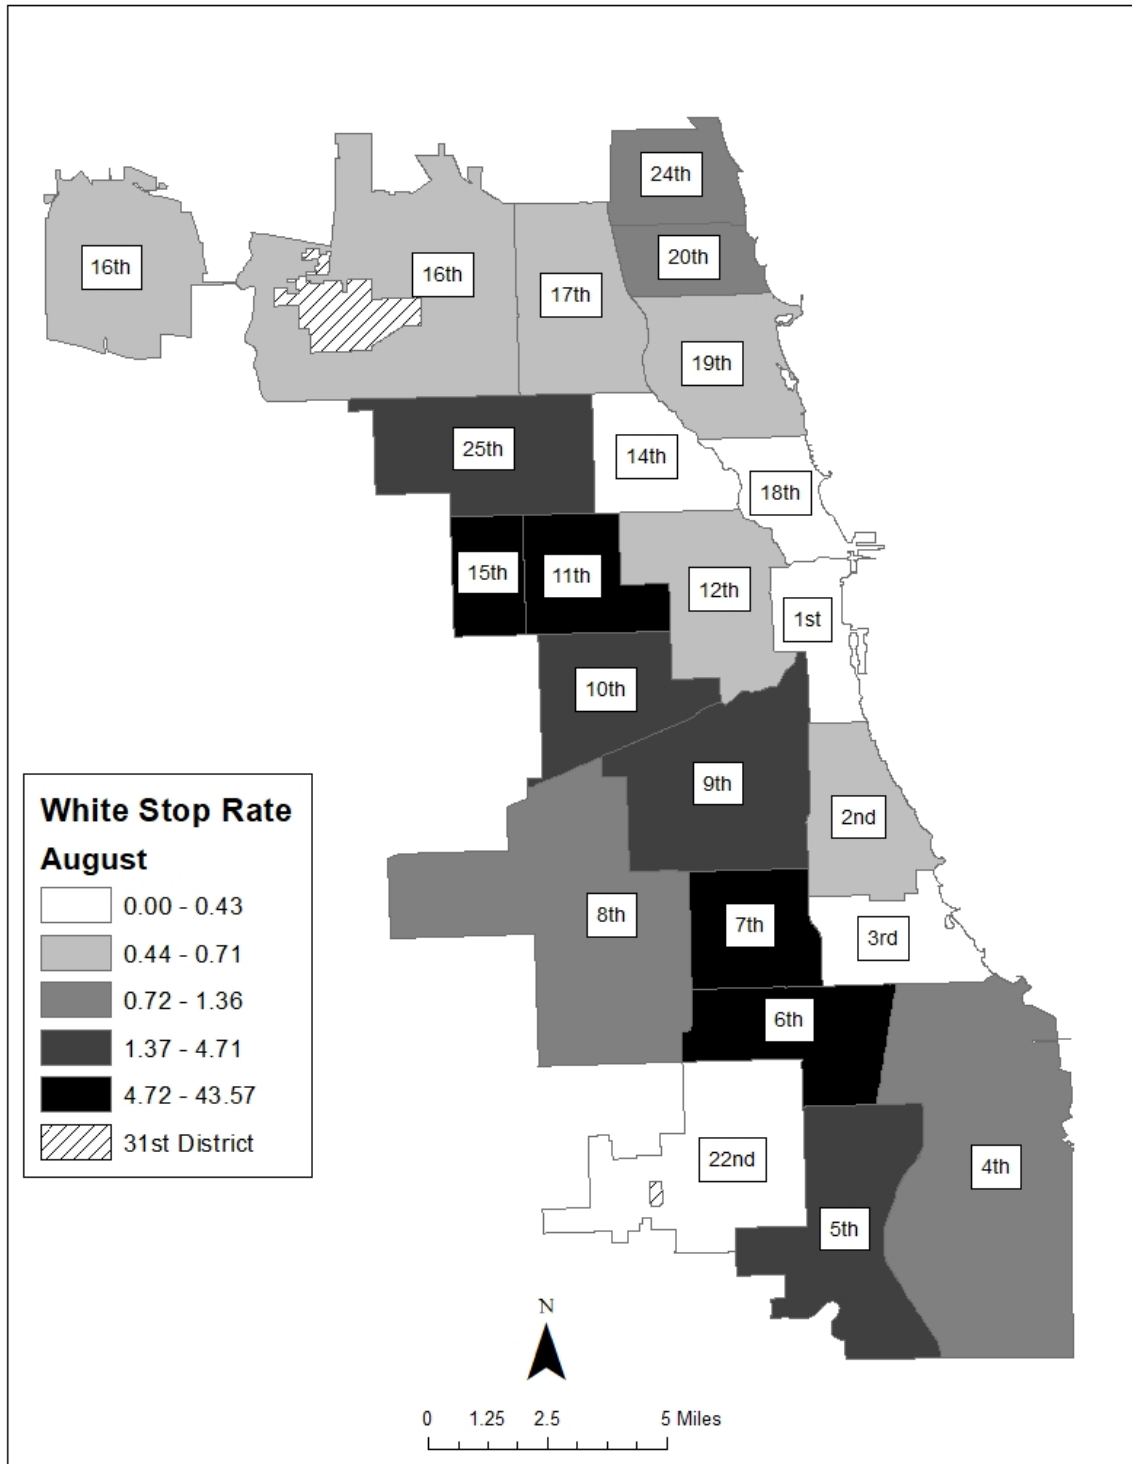 24th
20th
16th
16th
17th
19th
25th
14th
18th
15th
11th
12th
1st
10th
9th
2nd
8th
7th
3rd
6th
22nd
4th
5th
White Stop Rate
August
0.00 - 0.43
0.44 - 0.71
0.72 - 1.36
1.37 - 4.71
4.72 - 43.57
31st District
N
0 1.25 2.5 5 Miles